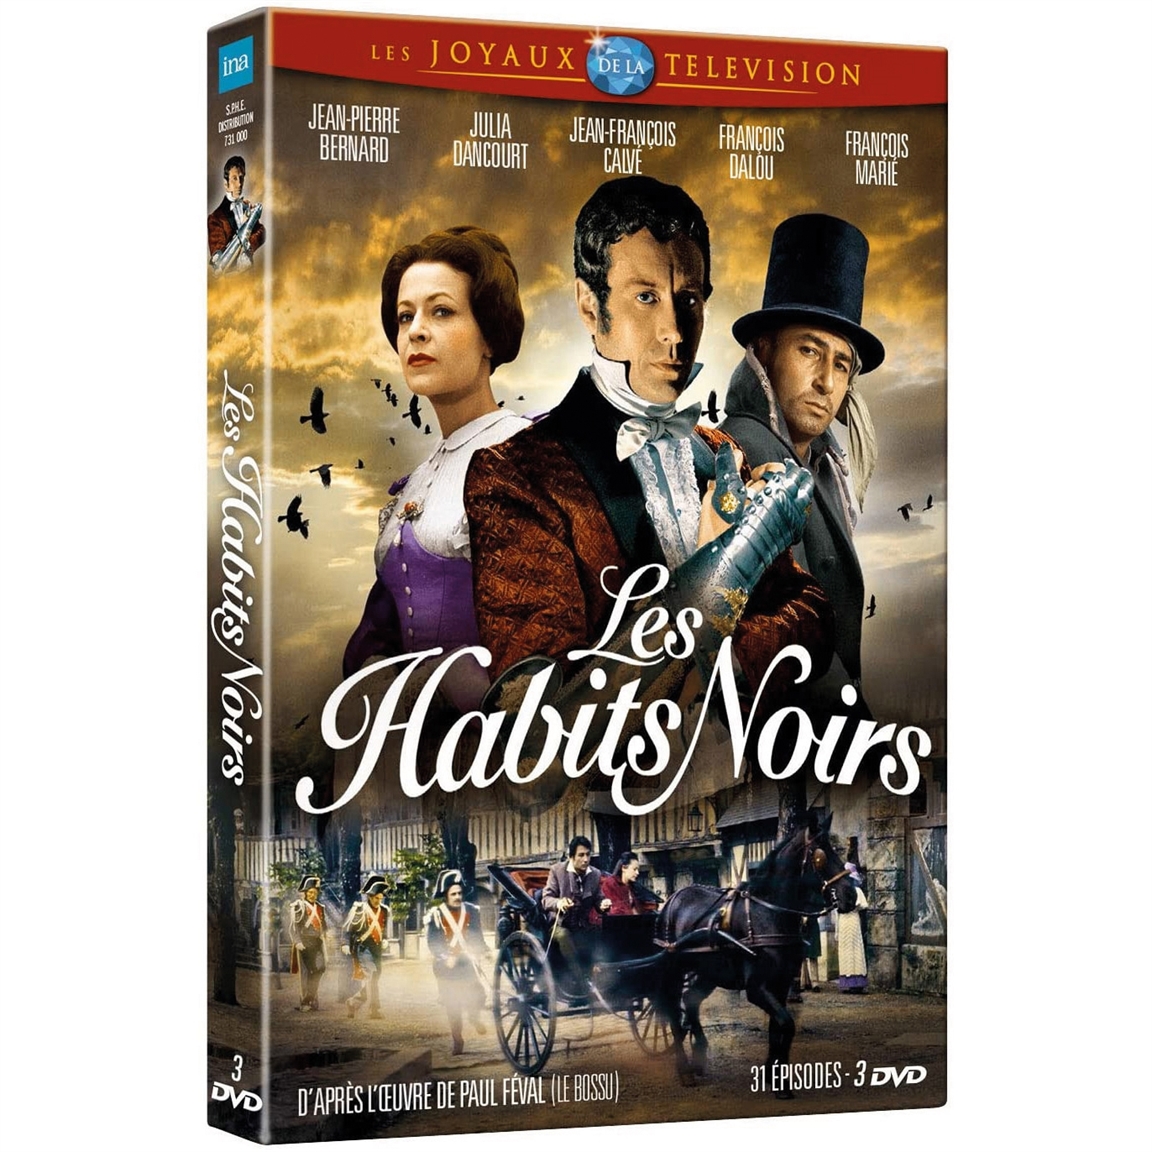 LES JOYAUX DE LA TELEVISION
JEAN-PIERRE
BERNARD
JULIA
DANCOURT
JEAN-FRANÇOIS
CALVÉ
FRANÇOIS
DALOU
FRANÇOIS
MARIÉ
Les
Habits Noirs
D'APRÈS L'ŒUVRE DE PAUL FÉVAL (LE BOSSU)
31 ÉPISODES - 3 DVD
ina
S.P.H.E.
DISTRIBUTION
731 000
Les Habits Noirs
3
DVD